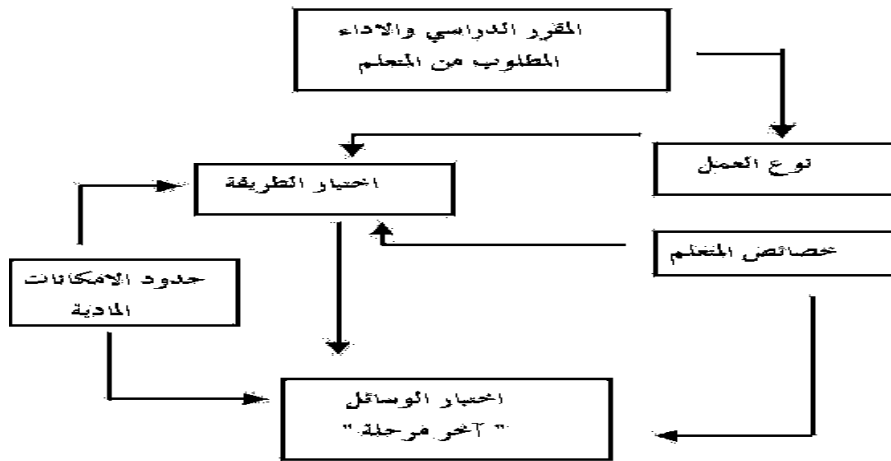 المقرر الدراسي والاداء
المطلوب من المتعلم
نوع العمل
اختيار الطريقة
خصائص المتعلم
حدود الامكانات
المادية
اختيار الوسائل
" آخر مرحلة "